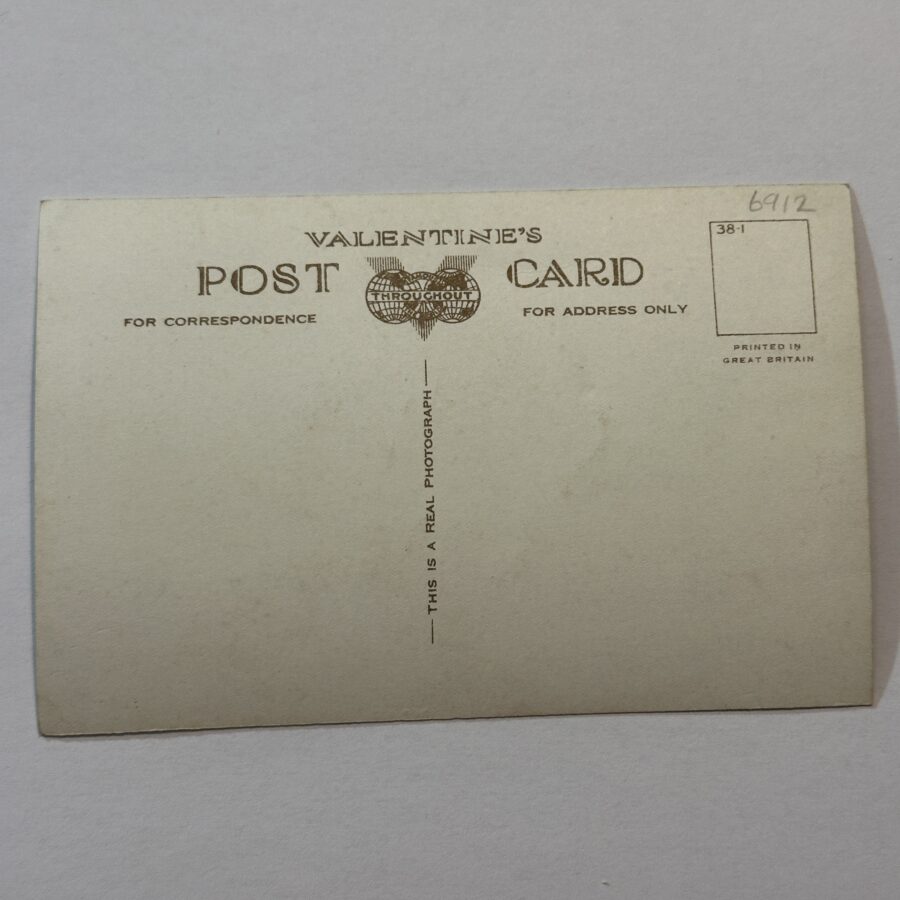 6912
VALENTINE'S
POST CARD
38-1
THROUGHOUT
FOR CORRESPONDENCE
FOR ADDRESS ONLY
PRINTED IN
GREAT BRITAIN
THIS IS A REAL PHOTOGRAPH